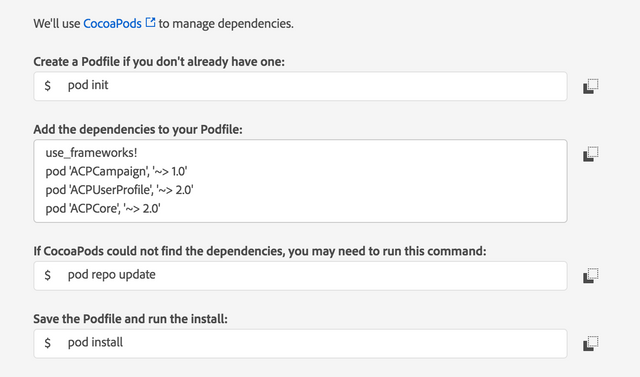 We'll use CocoaPods to manage dependencies.
Create a Podfile if you don't already have one:
$ pod init
Add the dependencies to your Podfile:
use_frameworks!
pod 'ACPCampaign', '~> 1.0'
pod 'ACPUserProfile', '~> 2.0'
pod 'ACPCore', '~> 2.0'
If CocoaPods could not find the dependencies, you may need to run this command:
$ pod repo update
Save the Podfile and run the install:
$ pod install